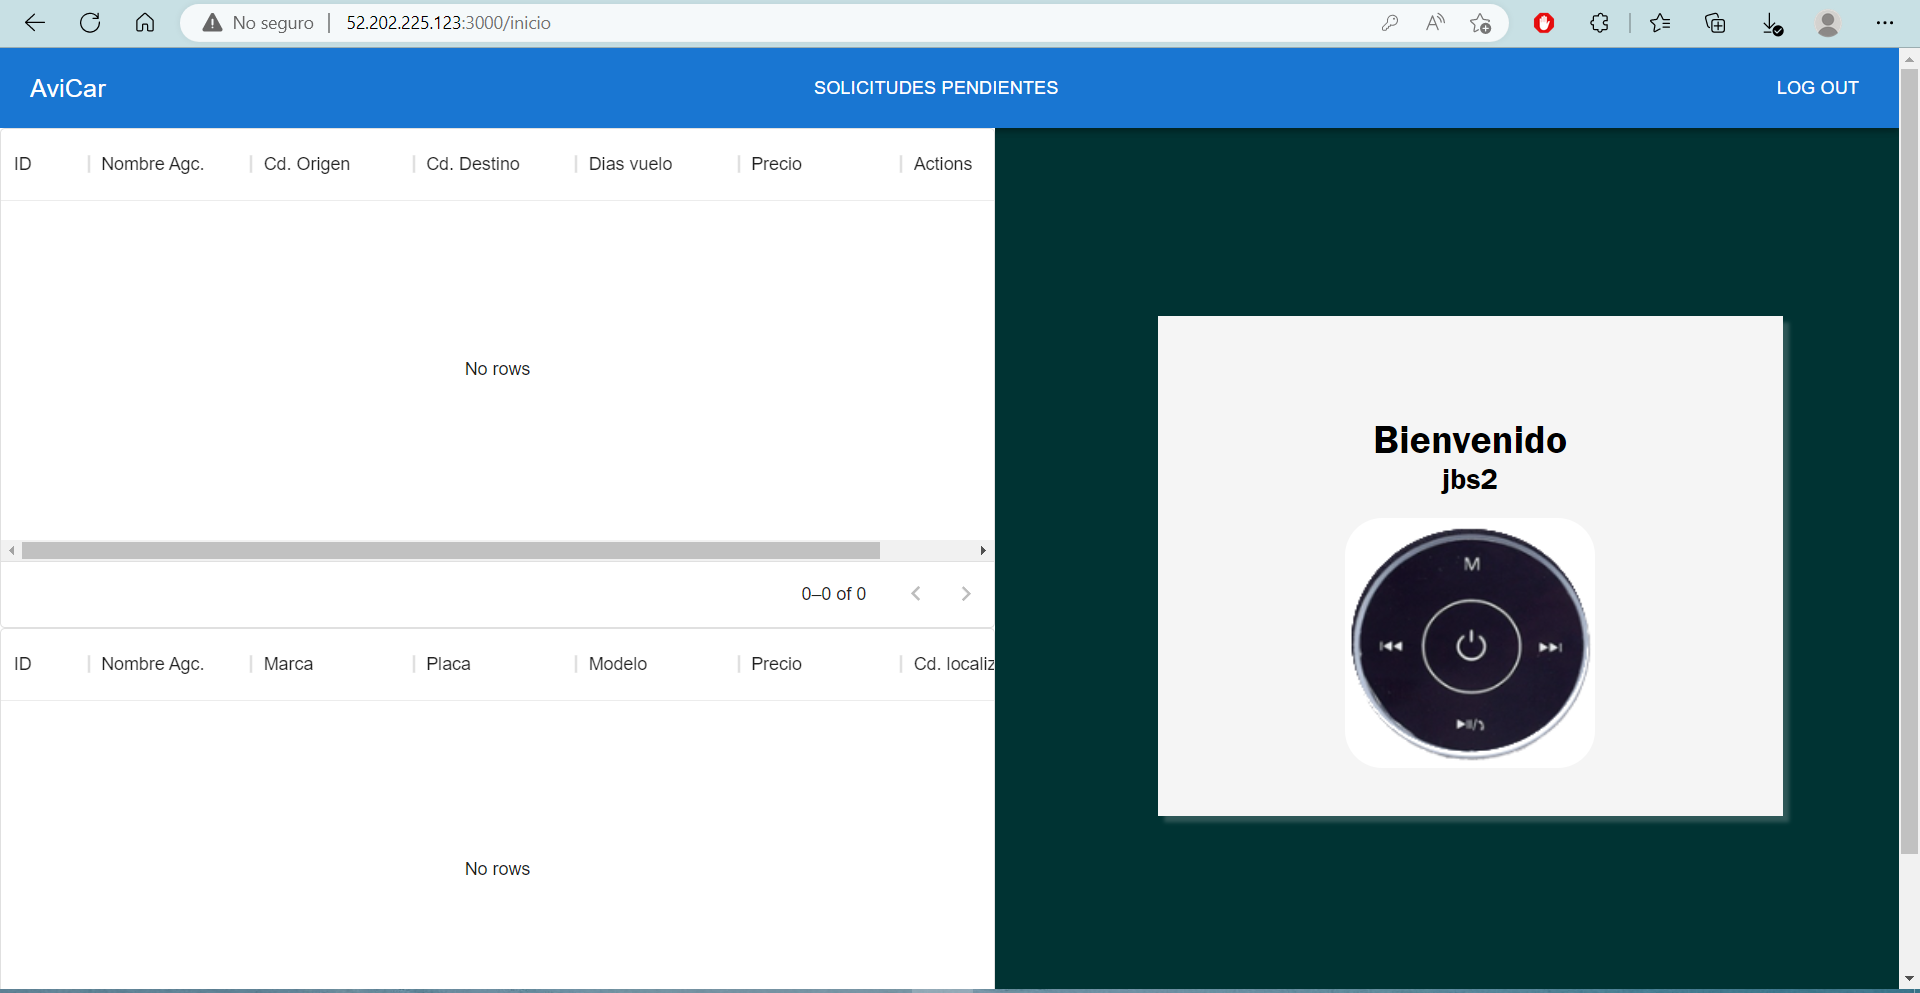 No seguro | 52.202.225.123:3000/inicio
AviCar
SOLICITUDES PENDIENTES
LOG OUT
ID
Nombre Agc.
Cd. Origen
Cd. Destino
Dias vuelo
Precio
Actions
No rows
0–0 of 0
ID
Nombre Agc.
Marca
Placa
Modelo
Precio
Cd. localiz
No rows
Bienvenido
jbs2
M